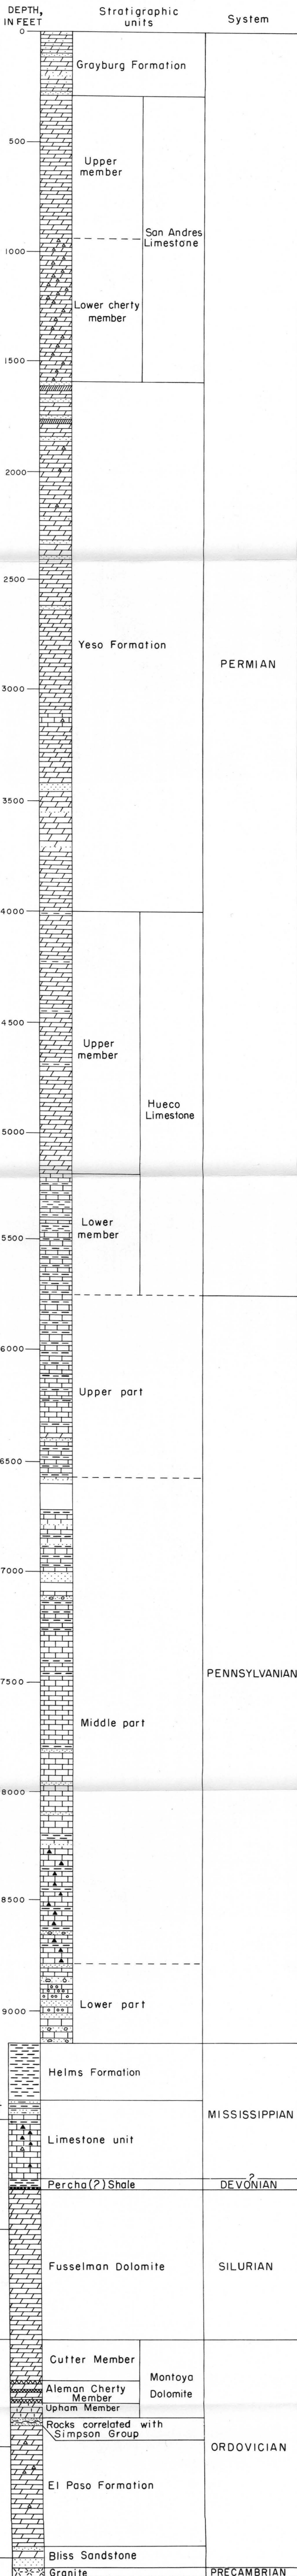 DEPTH,
IN FEET
Stratigraphic
units
System
0
Grayburg Formation
500
Upper
member
San Andres
Limestone
1000
Lower cherty
member
1500
2000
2500
Yeso Formation
PERMIAN
3000
3500
4000
4500
Upper
member
Hueco
Limestone
5000
Lower
member
5500
6000
Upper part
6500
7000
PENNSYLVANIAN
7500
Middle part
8000
8500
Lower part
9000
Helms Formation
MISSISSIPPIAN
Limestone unit
?
Percha(?) Shale
DEVONIAN
Fusselman Dolomite
SILURIAN
Cutter Member
Montoya
Dolomite
Aleman Cherty
Member
Upham Member
Rocks correlated with
Simpson Group
ORDOVICIAN
El Paso Formation
Bliss Sandstone
Granite
PRECAMBRIAN